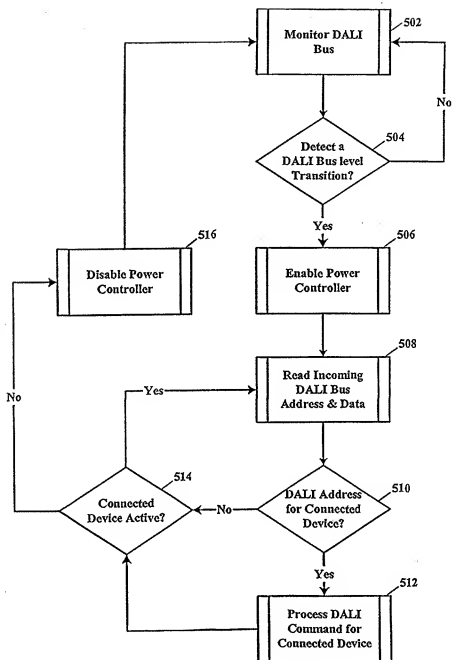 502
Monitor DALI
Bus
No
504
Detect a
DALI Bus level
Transition?
Yes
516
506
Disable Power
Controller
Enable Power
Controller
508
Read Incoming
DALI Bus
Address & Data
Yes
No
514
510
Connected
Device Active?
No
DALI Address
for Connected
Device?
Yes
512
Process DALI
Command for
Connected Device